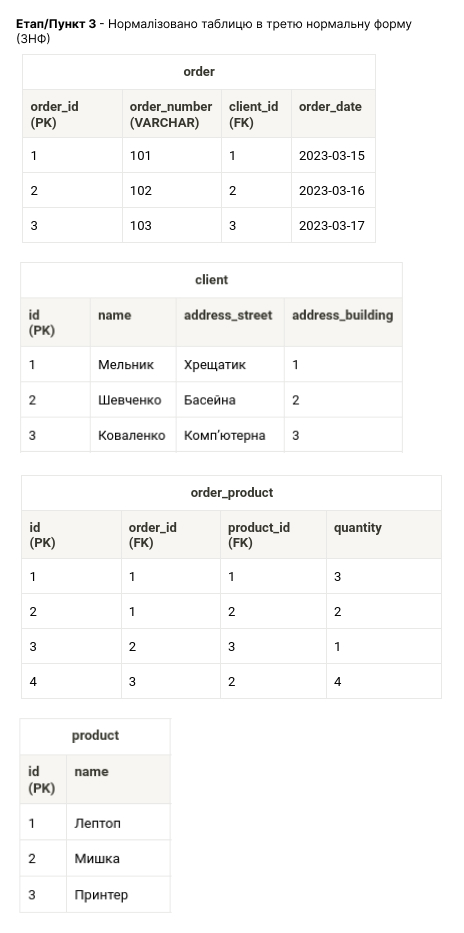 Етап/Пункт 3 - Нормалізовано таблицю в третю нормальну форму
(3НФ)
order
order_id (PK) order_number (VARCHAR) client_id (FK) order_date
1 101 1 2023-03-15
2 102 2 2023-03-16
3 103 3 2023-03-17
client
id (PK) name address_street address_building
1 Мельник Хрещатик 1
2 Шевченко Басейна 2
3 Коваленко Комп’ютерна 3
order_product
id (PK) order_id (FK) product_id (FK) quantity
1 1 1 3
2 1 2 2
3 2 3 1
4 3 2 4
product
id (PK) name
1 Лептоп
2 Мишка
3 Принтер